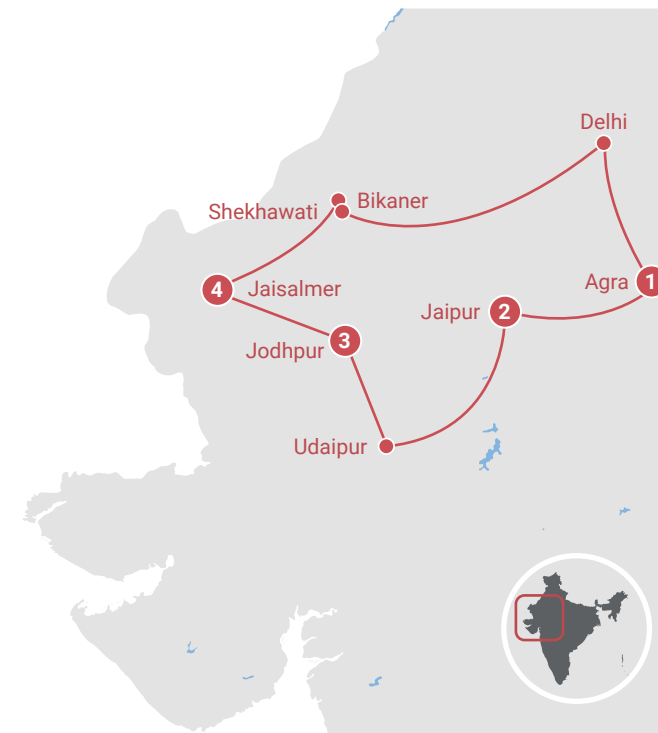 Delhi
Bikaner
Shekhawati
Agra 1
4 Jaisalmer
Jaipur 2
Jodhpur 3
Udaipur